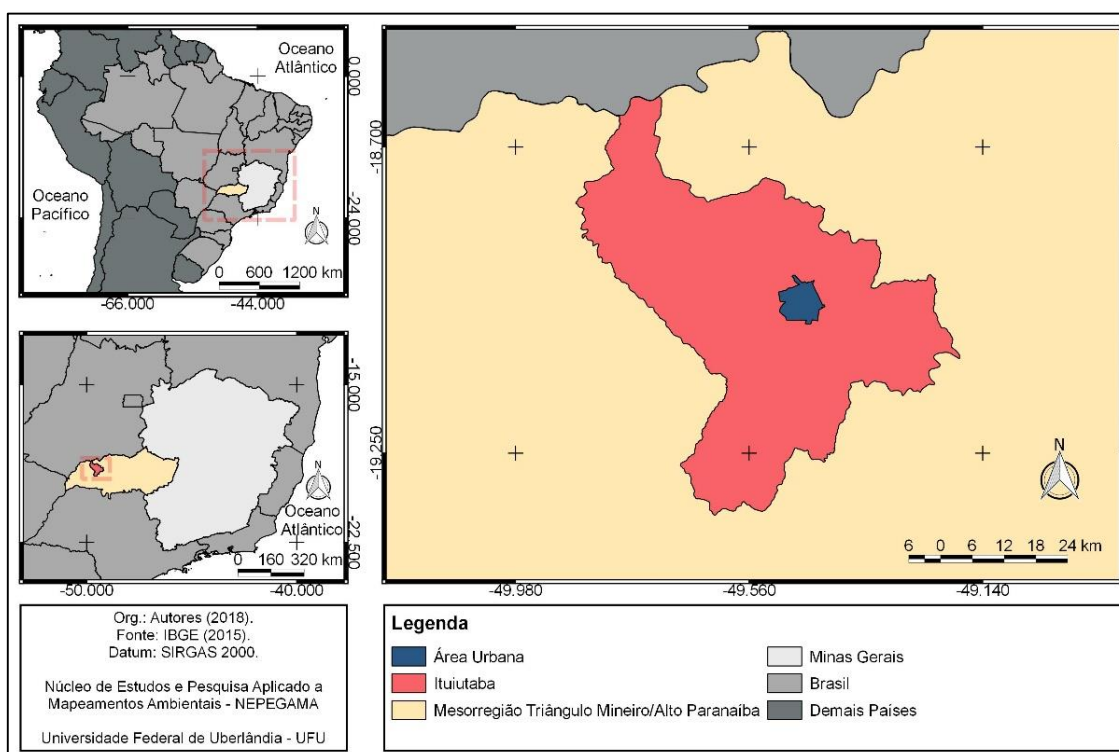 Oceano
Atlântico
Oceano
Pacífico
N
0 600 1200 km
0.000
-24.000
-66.000
-44.000
Oceano
Atlântico
N
0 160 320 km
-15.000
-22.500
-50.000
-40.000
-18.700
-19.250
N
6 0 6 12 18 24
km
-49.980
-49.560
-49.140
Org.: Autores (2018).
Fonte: IBGE (2015).
Datum: SIRGAS 2000.
Núcleo de Estudos e Pesquisa Aplicado a
Mapeamentos Ambientais - NEPEGAMA
Universidade Federal de Uberlândia - UFU
Legenda
Área Urbana
Ituiutaba
Mesorregião Triângulo Mineiro/Alto Paranaíba
Minas Gerais
Brasil
Demais Países